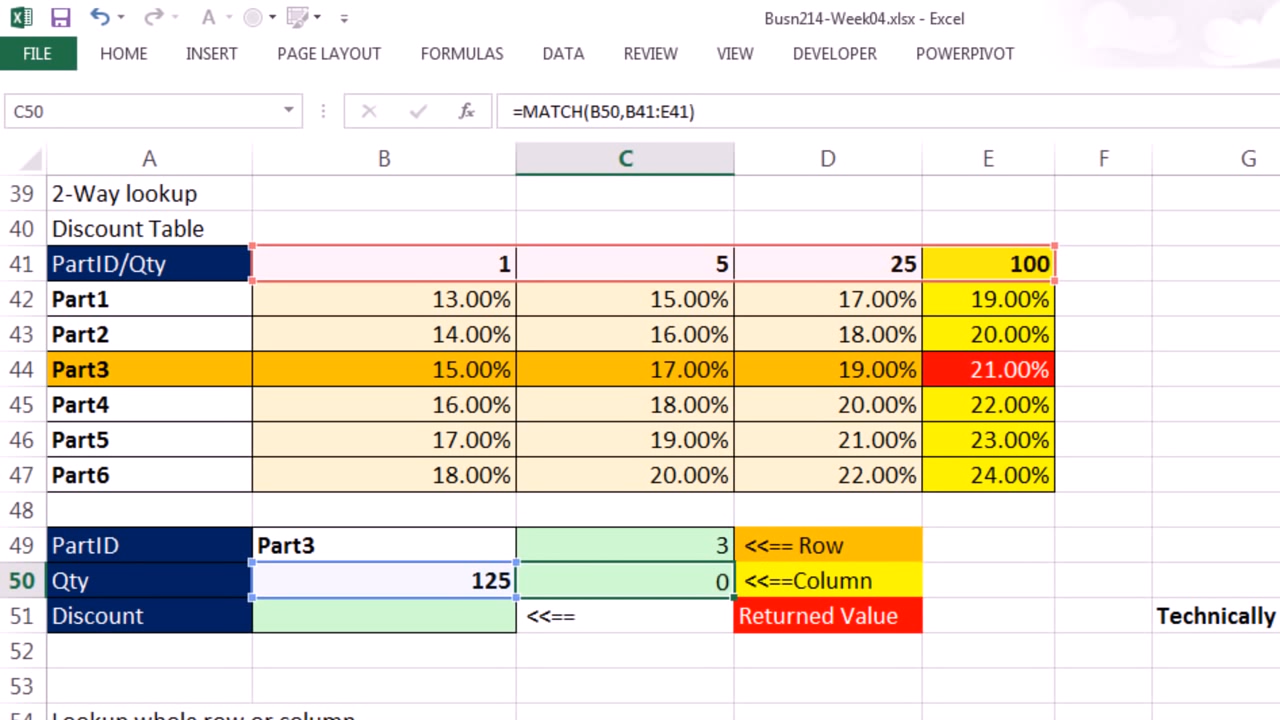 Busn214-Week04.xlsx - Excel
FILE HOME INSERT PAGE LAYOUT FORMULAS DATA REVIEW VIEW DEVELOPER POWERPIVOT
C50 fx =MATCH(B50,B41:E41)
A B C D E F G
39 2-Way lookup
40 Discount Table
41 PartID/Qty 1 5 25 100
42 Part1 13.00% 15.00% 17.00% 19.00%
43 Part2 14.00% 16.00% 18.00% 20.00%
44 Part3 15.00% 17.00% 19.00% 21.00%
45 Part4 16.00% 18.00% 20.00% 22.00%
46 Part5 17.00% 19.00% 21.00% 23.00%
47 Part6 18.00% 20.00% 22.00% 24.00%
48
49 PartID Part3 3 <<== Row
50 Qty 125 0 <<==Column
51 Discount <<== Returned Value Technically
52
53
54 Lookup whole row or column